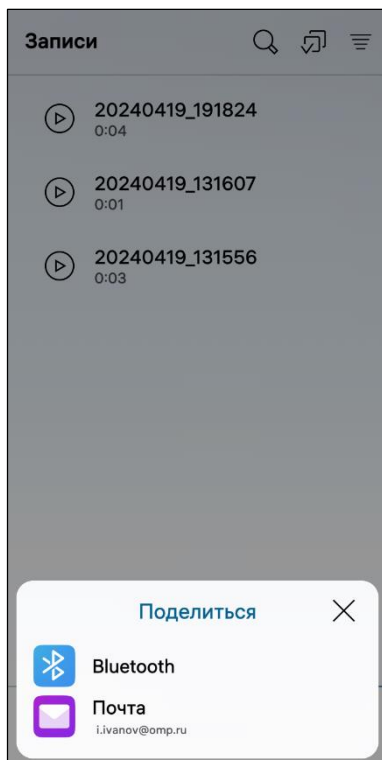 Записи
20240419_191824
0:04
20240419_131607
0:01
20240419_131556
0:03
Поделиться
Bluetooth
Почта
i.ivanov@omp.ru